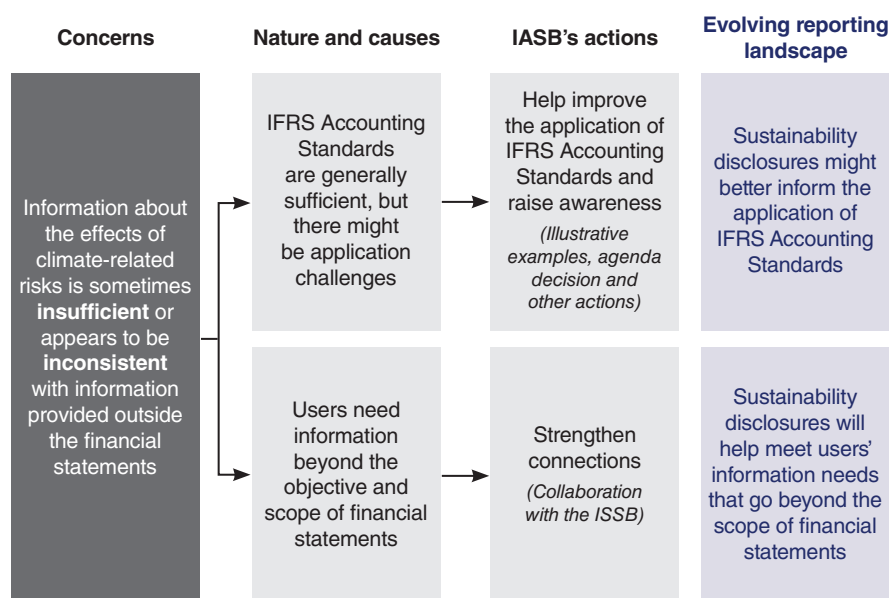 Concerns
Nature and causes
IASB’s actions
Evolving reporting
landscape
Information about
the effects of
climate-related
risks is sometimes
insufficient or
appears to be
inconsistent
with information
provided outside
the financial
statements
IFRS Accounting
Standards
are generally
sufficient, but
there might
be application
challenges
Help improve
the application of
IFRS Accounting
Standards and
raise awareness
(Illustrative
examples, agenda
decision and
other actions)
Sustainability
disclosures might
better inform the
application of
IFRS Accounting
Standards
Users need
information
beyond the
objective and
scope of financial
statements
Strengthen
connections
(Collaboration
with the ISSB)
Sustainability
disclosures will
help meet users’
information needs
that go beyond the
scope of financial
statements